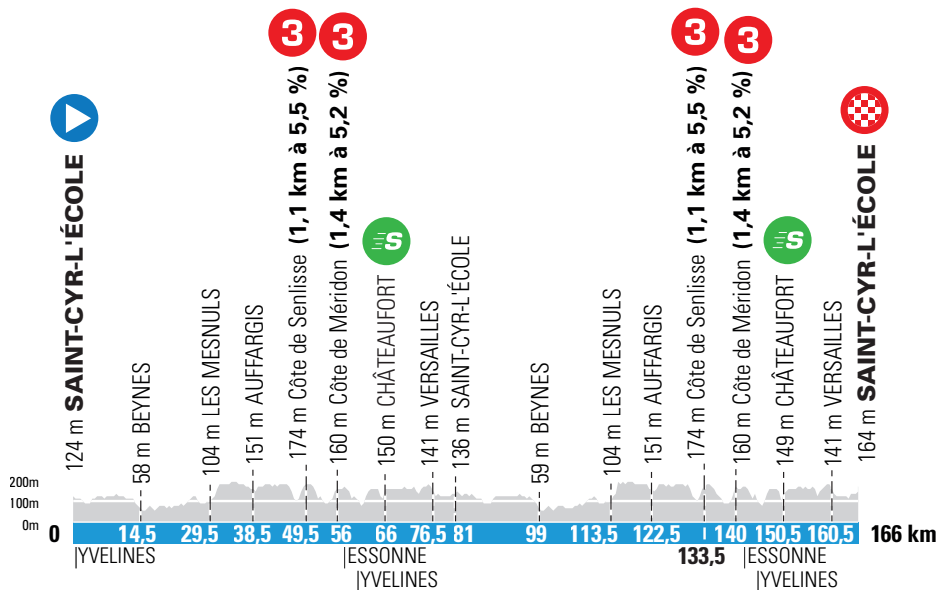 3
3
3
3
124 m SAINT-CYR-L'ÉCOLE
58 m BEYNES
104 m LES MESNULS
151 m AUFFARGIS
174 m Côte de Senlisse (1,1 km à 5,5 %)
160 m Côte de Méridon (1,4 km à 5,2 %)
S
150 m CHÂTEAUFORT
141 m VERSAILLES
136 m SAINT-CYR-L'ÉCOLE
59 m BEYNES
104 m LES MESNULS
151 m AUFFARGIS
174 m Côte de Senlisse (1,1 km à 5,5 %)
160 m Côte de Méridon (1,4 km à 5,2 %)
S
149 m CHÂTEAUFORT
141 m VERSAILLES
164 m SAINT-CYR-L'ÉCOLE
200m
100m
0m
0 14,5 29,5 38,5 49,5 56 66 76,5 81 99 113,5 122,5 133,5 140 150,5 160,5 166 km
|YVELINES |ESSONNE |ESSONNE
|YVELINES |YVELINES